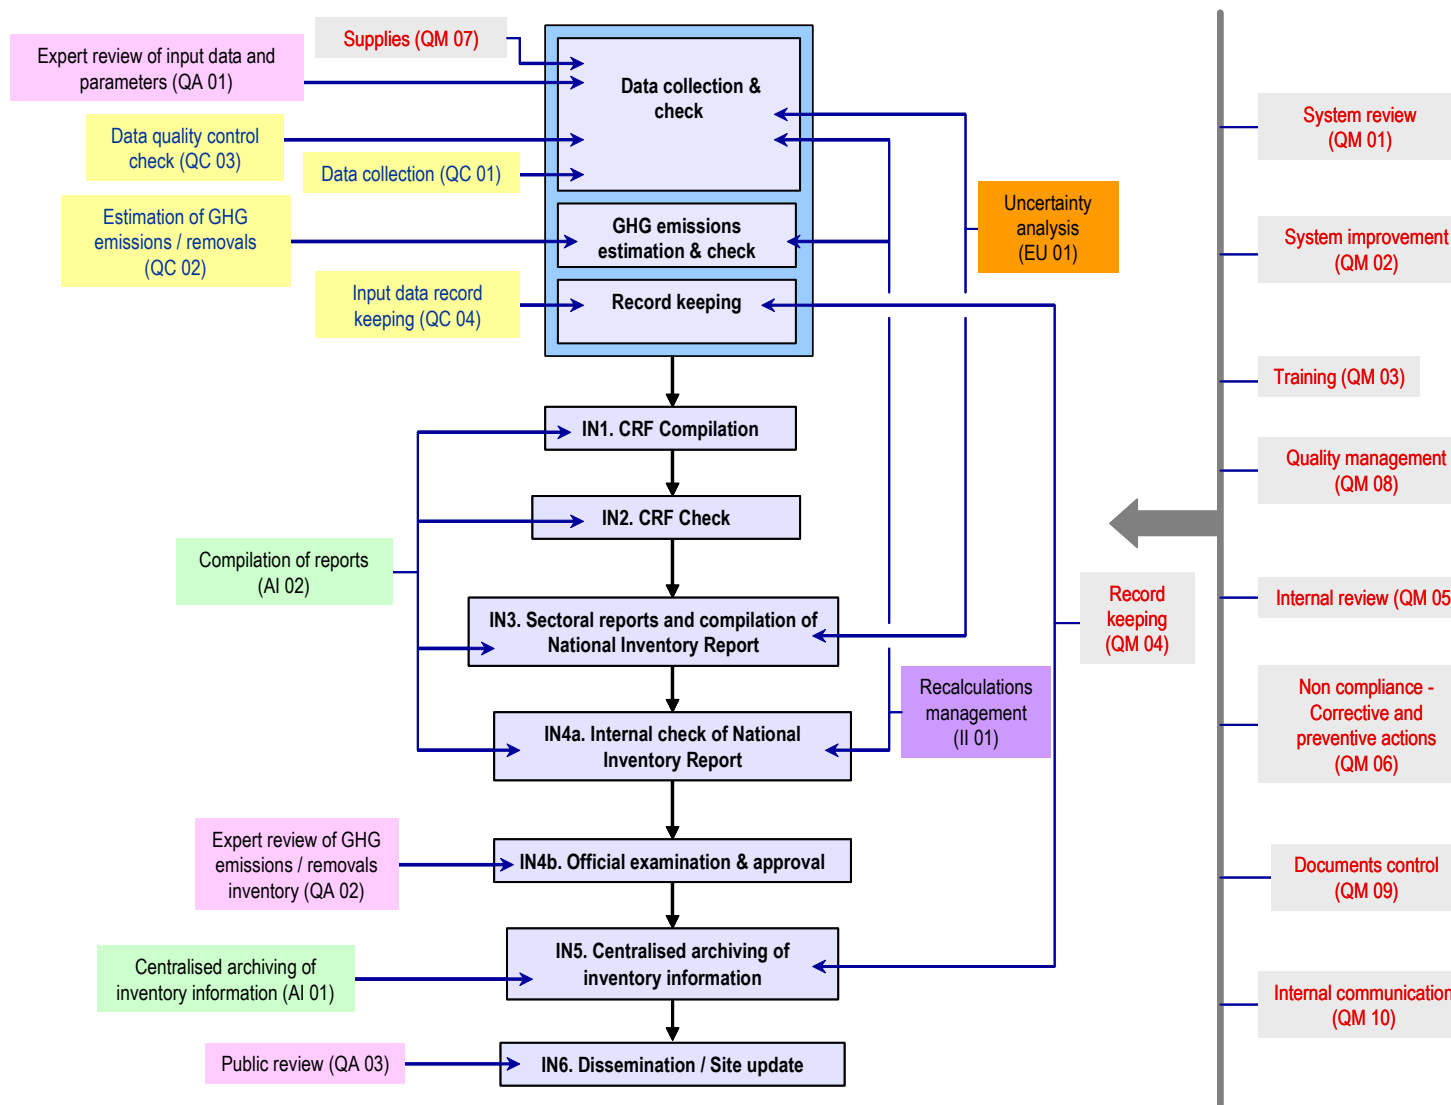 Supplies (QM 07)
Expert review of input data and
parameters (QA 01)
Data quality control
check (QC 03)
Data collection (QC 01)
Estimation of GHG
emissions / removals
(QC 02)
Input data record
keeping (QC 04)
Data collection &
check
GHG emissions
estimation & check
Record keeping
Uncertainty
analysis
(EU 01)
IN1. CRF Compilation
IN2. CRF Check
Compilation of reports
(AI 02)
IN3. Sectoral reports and compilation of
National Inventory Report
Record
keeping
(QM 04)
Recalculations
management
(II 01)
IN4a. Internal check of National
Inventory Report
Expert review of GHG
emissions / removals
inventory (QA 02)
IN4b. Official examination & approval
Centralised archiving of
inventory information (AI 01)
IN5. Centralised archiving of
inventory information
Public review (QA 03)
IN6. Dissemination / Site update
System review
(QM 01)
System improvement
(QM 02)
Training (QM 03)
Quality management
(QM 08)
Internal review (QM 05
Non compliance -
Corrective and
preventive actions
(QM 06)
Documents control
(QM 09)
Internal communication
(QM 10)